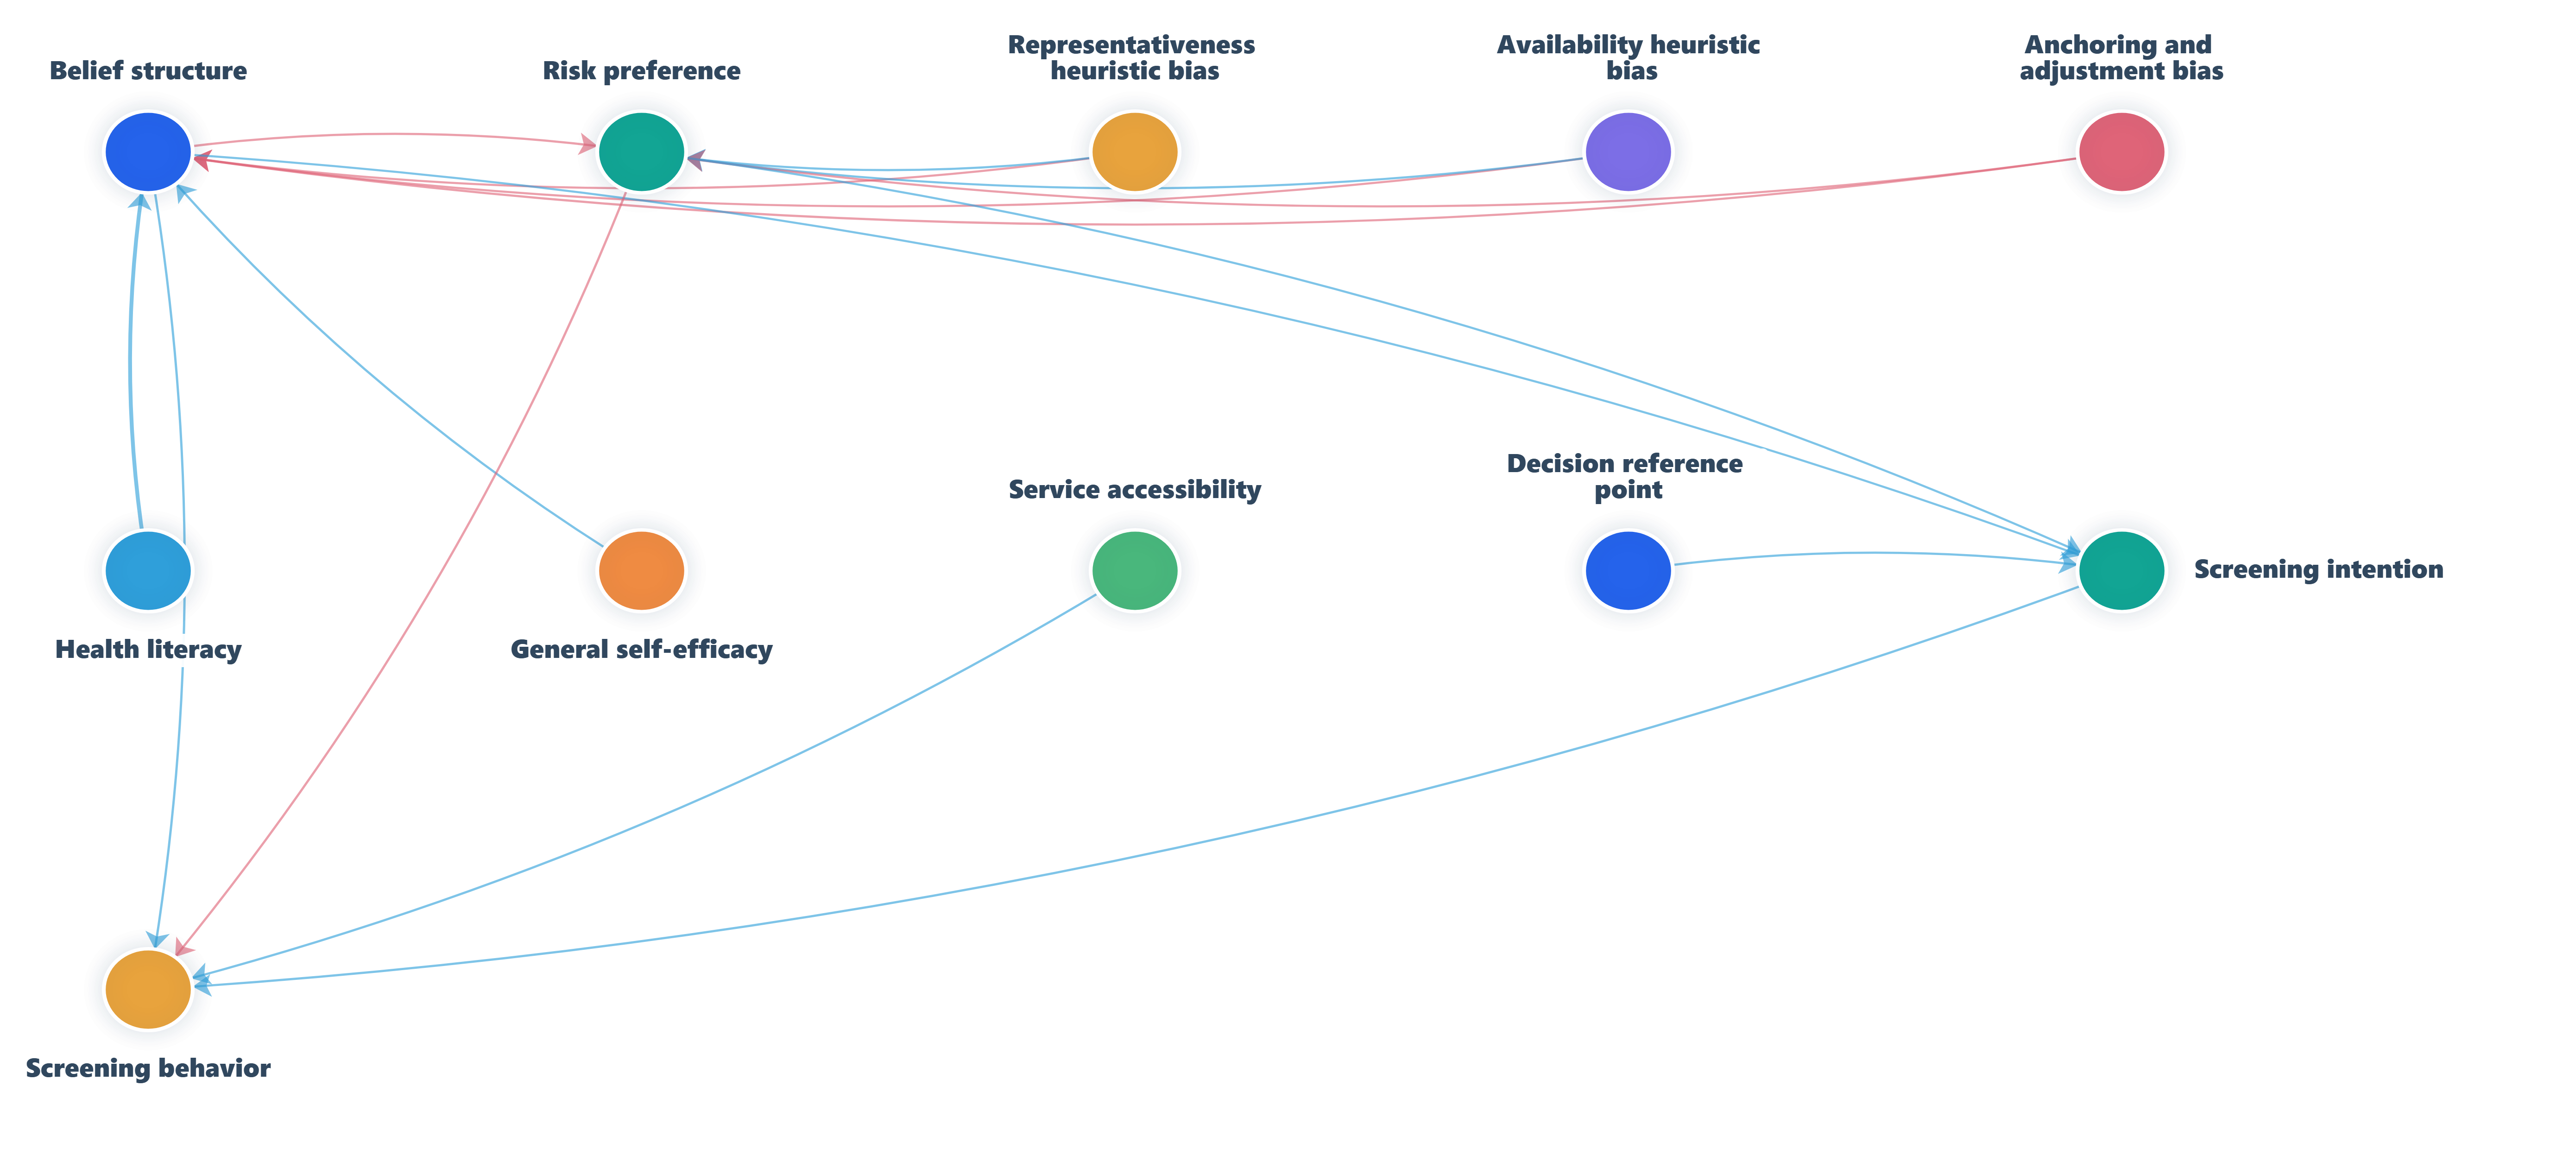 Belief structure
Risk preference
Representativeness
heuristic bias
Availability heuristic
bias
Anchoring and
adjustment bias
Health literacy
General self-efficacy
Service accessibility
Decision reference
point
Screening intention
Screening behavior